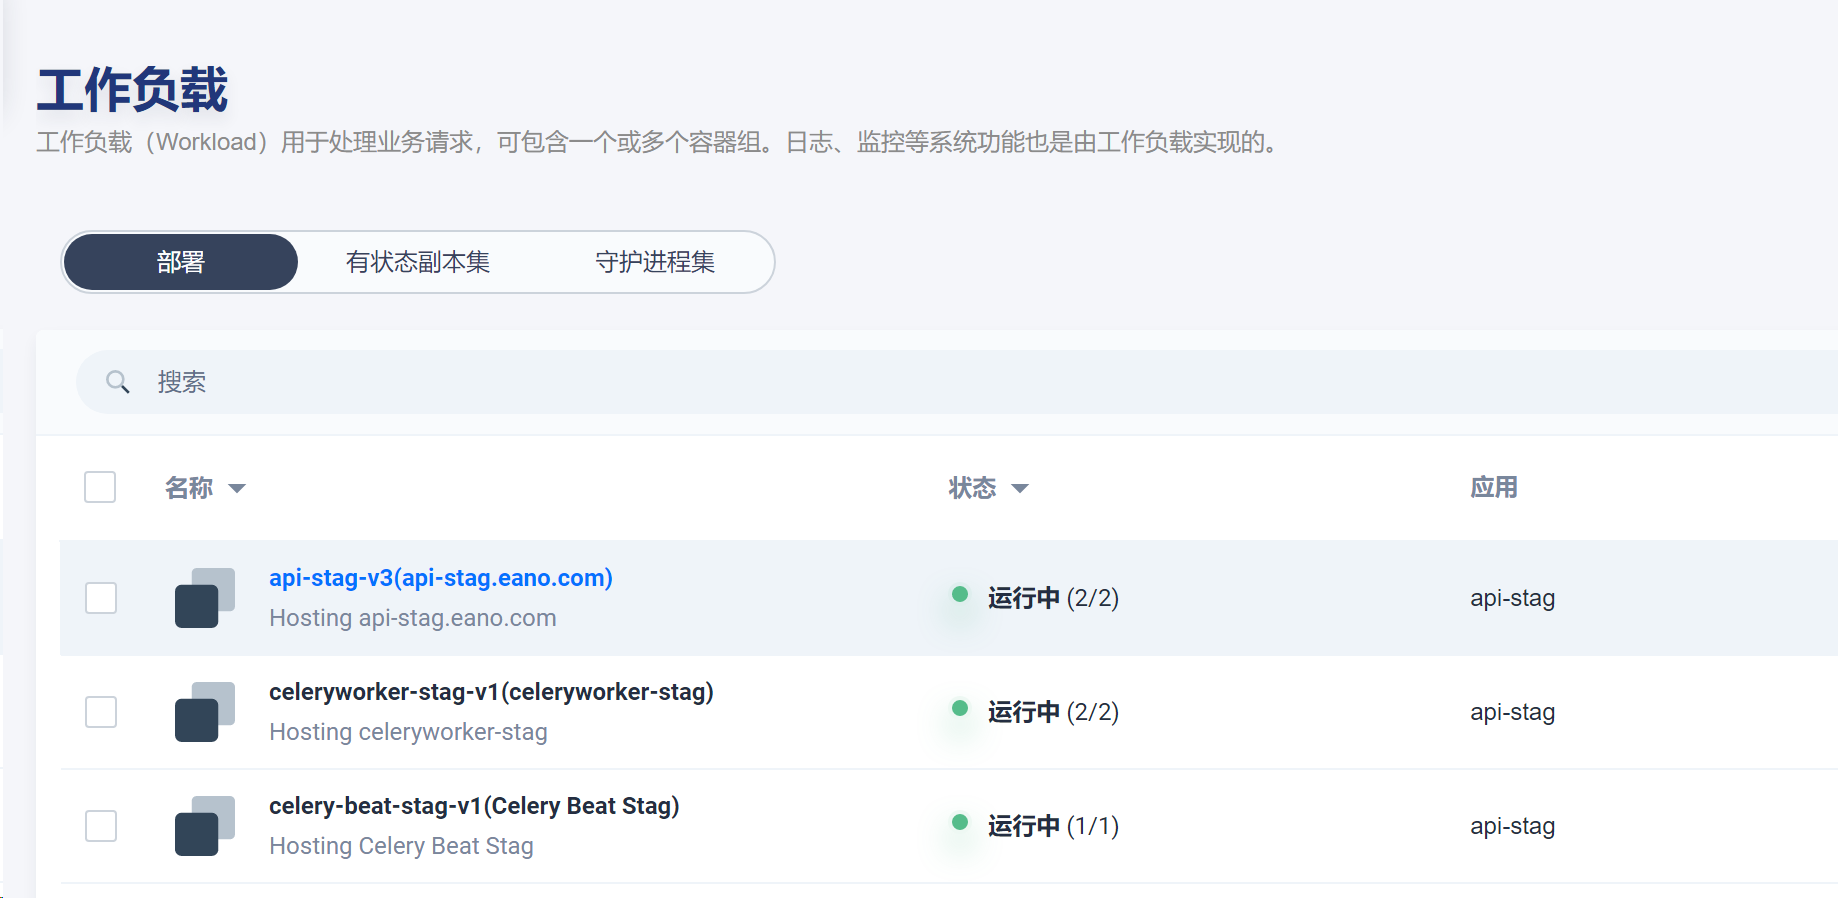 工作负载
工作负载（Workload）用于处理业务请求，可包含一个或多个容器组。日志、监控等系统功能也是由工作负载实现的。
部署 有状态副本集 守护进程集
搜索
名称 状态 应用
api-stag-v3(api-stag.eano.com)
Hosting api-stag.eano.com
运行中 (2/2) api-stag
celeryworker-stag-v1(celeryworker-stag)
Hosting celeryworker-stag
运行中 (2/2) api-stag
celery-beat-stag-v1(Celery Beat Stag)
Hosting Celery Beat Stag
运行中 (1/1) api-stag